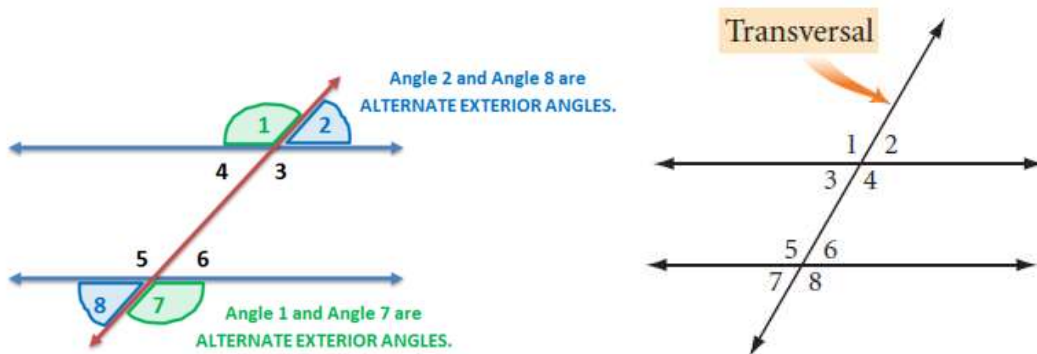 Angle 2 and Angle 8 are
ALTERNATE EXTERIOR ANGLES.
1
2
4
3
5
6
8
7
Angle 1 and Angle 7 are
ALTERNATE EXTERIOR ANGLES.
Transversal
1 2
3 4
5 6
7 8